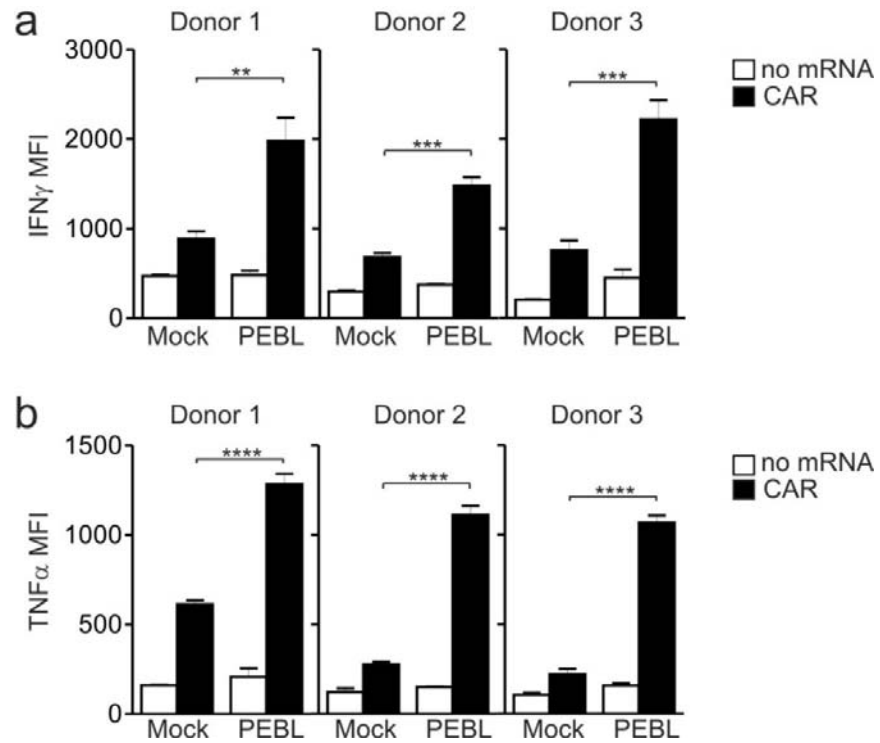 a
Donor 1 Donor 2 Donor 3
3000
2000
1000
0
IFNγ MFI
** *** ***
no mRNA
CAR
Mock PEBL Mock PEBL Mock PEBL
b
Donor 1 Donor 2 Donor 3
1500
1000
500
0
TNFα MFI
**** **** ****
no mRNA
CAR
Mock PEBL Mock PEBL Mock PEBL